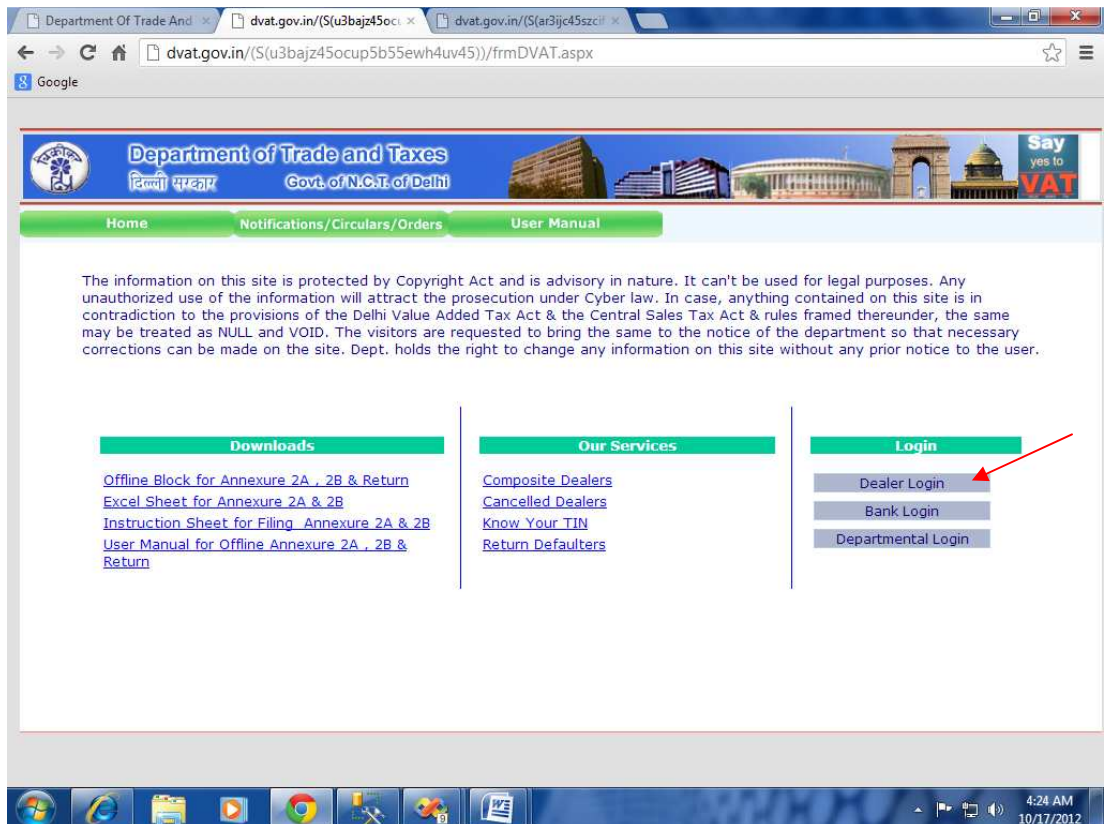 Department Of Trade And
dvat.gov.in/(S(u3bajz45oc
dvat.gov.in/(S(ar3ijc45szcif
dvat.gov.in/(S(u3bajz45ocup5b55ewh4uv45))/frmDVAT.aspx
Google
Department of Trade and Taxes
दिल्ली सरकार Govt. of N.C.T. of Delhi
Say
yes to
VAT
Home Notifications/Circulars/Orders User Manual
The information on this site is protected by Copyright Act and is advisory in nature. It can't be used for legal purposes. Any
unauthorized use of the information will attract the prosecution under Cyber law. In case, anything contained on this site is in
contradiction to the provisions of the Delhi Value Added Tax Act & the Central Sales Tax Act & rules framed thereunder, the same
may be treated as NULL and VOID. The visitors are requested to bring the same to the notice of the department so that necessary
corrections can be made on the site. Dept. holds the right to change any information on this site without any prior notice to the user.
Downloads
Offline Block for Annexure 2A , 2B & Return
Excel Sheet for Annexure 2A & 2B
Instruction Sheet for Filing Annexure 2A & 2B
User Manual for Offline Annexure 2A , 2B &
Return
Our Services
Composite Dealers
Cancelled Dealers
Know Your TIN
Return Defaulters
Login
Dealer Login
Bank Login
Departmental Login
4:24 AM
10/17/2012